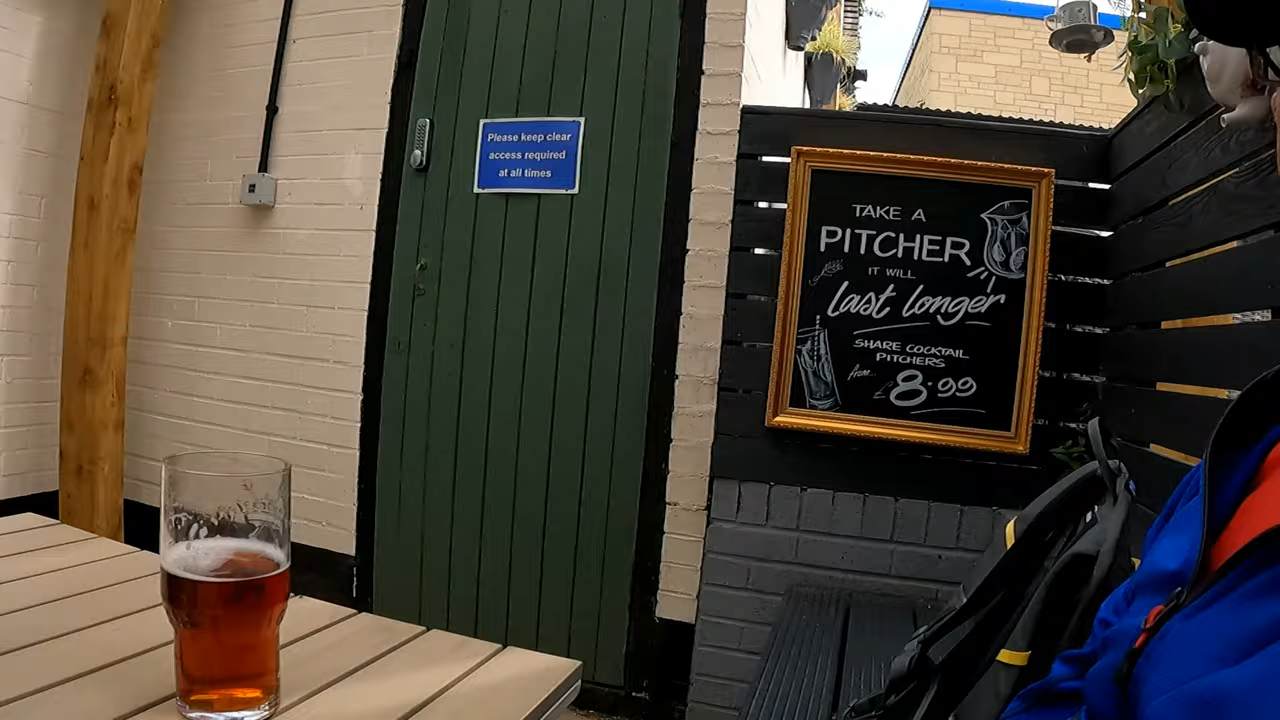 Please keep clear
access required
at all times
TAKE A
PITCHER
IT WILL
Last longer
SHARE COCKTAIL
PITCHERS
from... £8.99